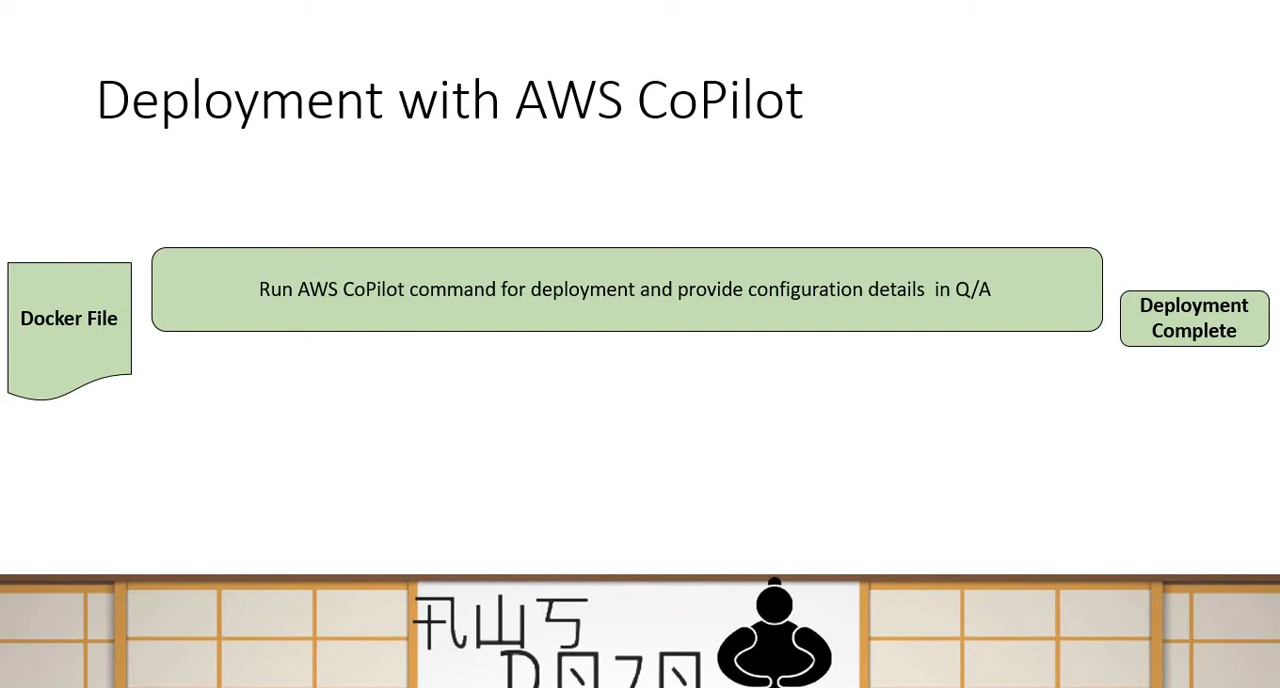 Deployment with AWS CoPilot
Run AWS CoPilot command for deployment and provide configuration details in Q/A
Docker File
Deployment
Complete